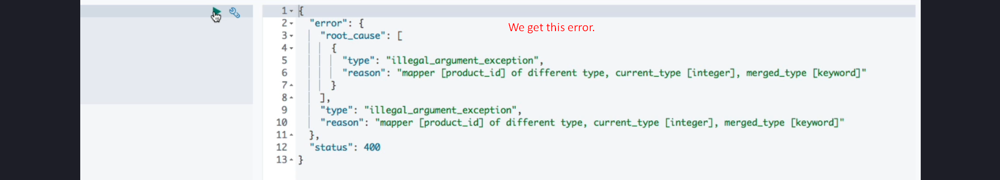 1 {
2 "error": {
We get this error.
3 "root_cause": [
4 {
5 "type": "illegal_argument_exception",
6 "reason": "mapper [product_id] of different type, current_type [integer], merged_type [keyword]"
7 }
8 ],
9 "type": "illegal_argument_exception",
10 "reason": "mapper [product_id] of different type, current_type [integer], merged_type [keyword]"
11 },
12 "status": 400
13 }